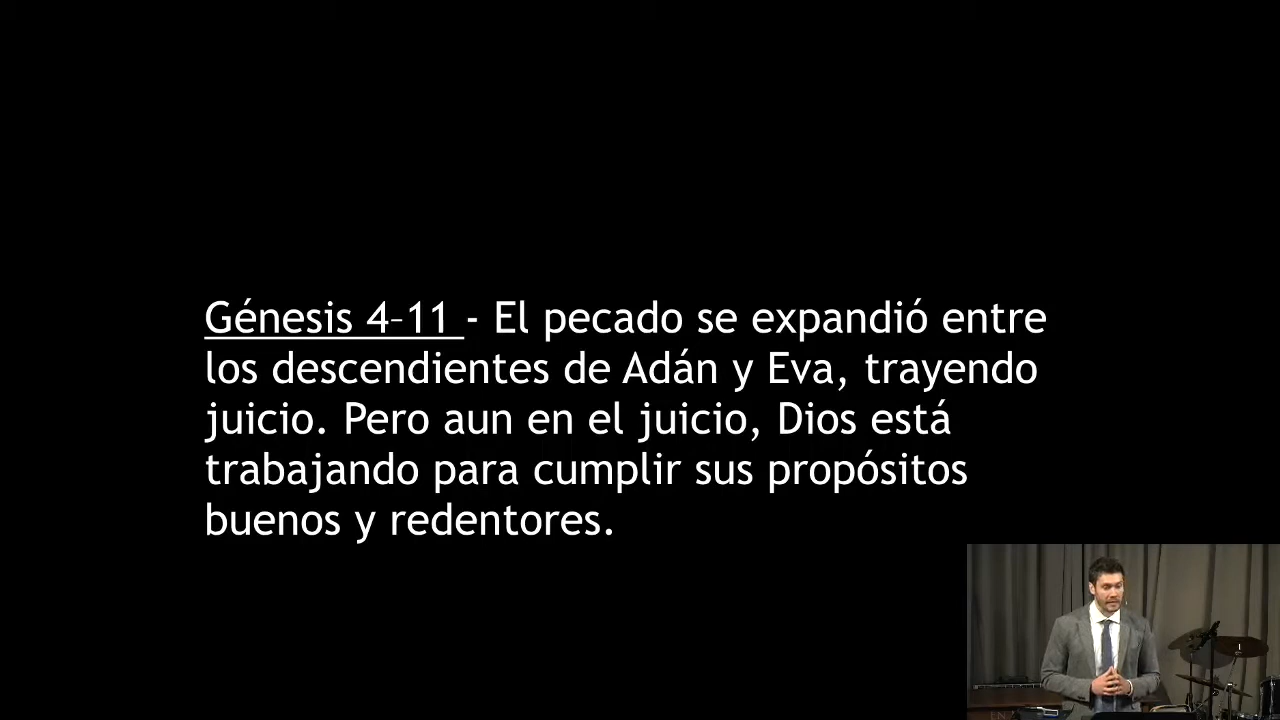 Génesis 4–11 - El pecado se expandió entre
los descendientes de Adán y Eva, trayendo
juicio. Pero aun en el juicio, Dios está
trabajando para cumplir sus propósitos
buenos y redentores.